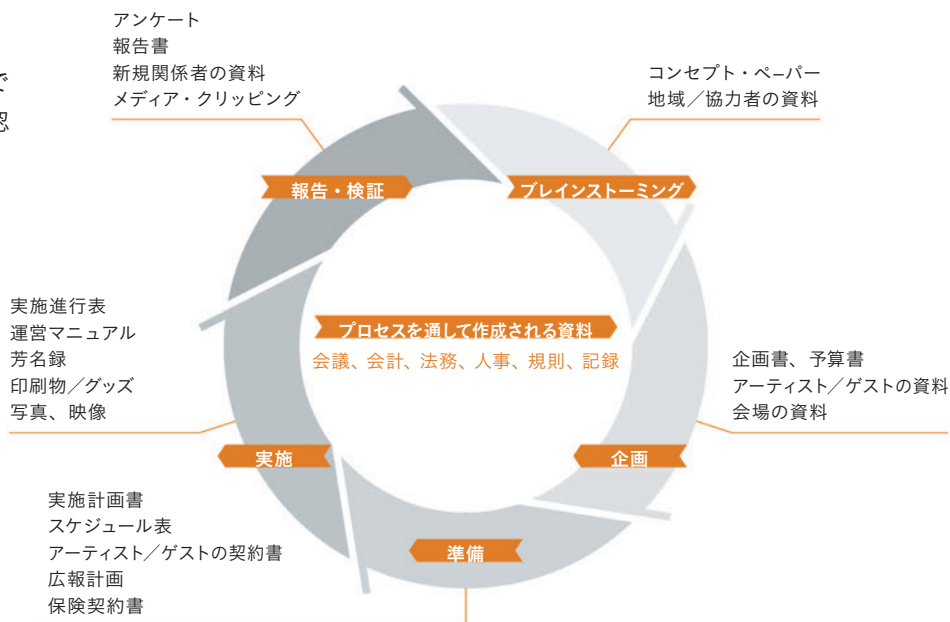 アンケート
報告書
新規関係者の資料
メディア・クリッピング
で
認
コンセプト・ペーパー
地域／協力者の資料
報告・検証
ブレインストーミング
プロセスを通して作成される資料
会議、会計、法務、人事、規則、記録
実施進行表
運営マニュアル
芳名録
印刷物／グッズ
写真、映像
企画書、予算書
アーティスト／ゲストの資料
会場の資料
実施
企画
実施計画書
スケジュール表
アーティスト／ゲストの契約書
広報計画
保険契約書
準備